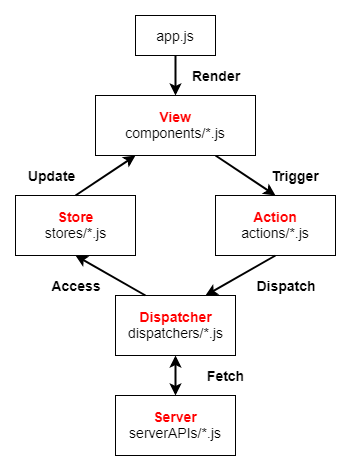 app.js
Render
View
components/*.js
Update
Trigger
Store
stores/*.js
Action
actions/*.js
Access
Dispatch
Dispatcher
dispatchers/*.js
Fetch
Server
serverAPIs/*.js